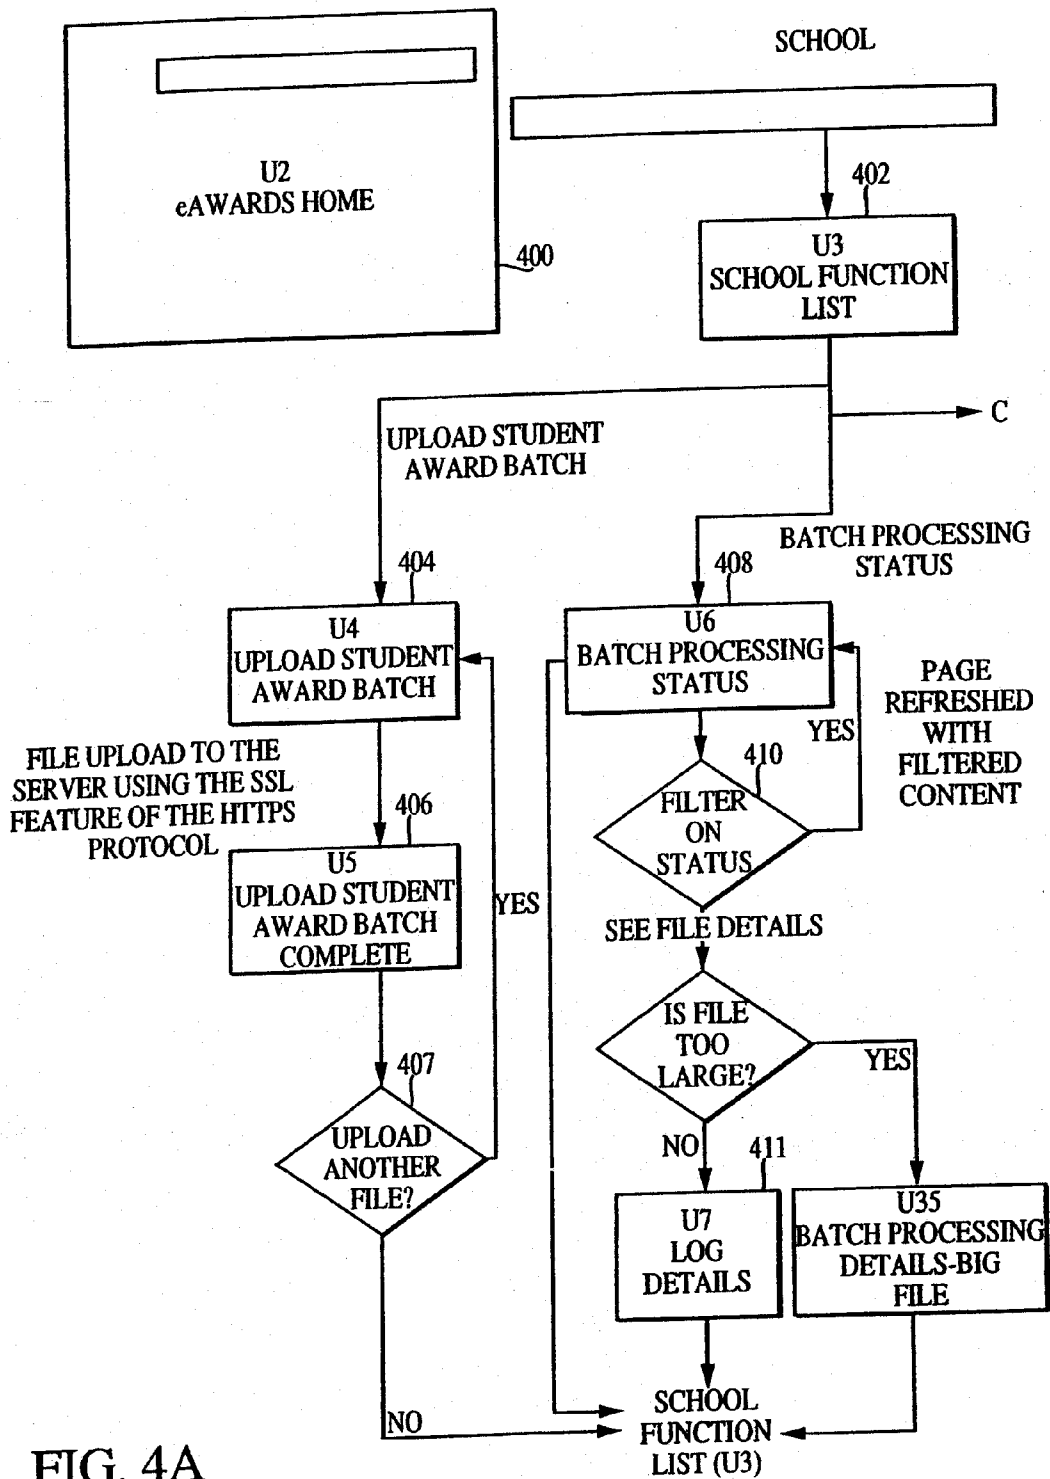 SCHOOL
U2
eAWARDS HOME
400
402
U3
SCHOOL FUNCTION
LIST
C
UPLOAD STUDENT
AWARD BATCH
BATCH PROCESSING
STATUS
404
U4
UPLOAD STUDENT
AWARD BATCH
408
U6
BATCH PROCESSING
STATUS
PAGE
REFRESHED
WITH
FILTERED
CONTENT
YES
FILE UPLOAD TO THE
SERVER USING THE SSL
FEATURE OF THE HTTPS
PROTOCOL
406
U5
UPLOAD STUDENT
AWARD BATCH
COMPLETE
YES
410
FILTER
ON
STATUS
SEE FILE DETAILS
IS FILE
TOO
LARGE?
YES
NO
407
UPLOAD
ANOTHER
FILE?
411
U7
LOG
DETAILS
U35
BATCH PROCESSING
DETAILS-BIG
FILE
NO
SCHOOL
FUNCTION
LIST (U3)
FIG. 4A